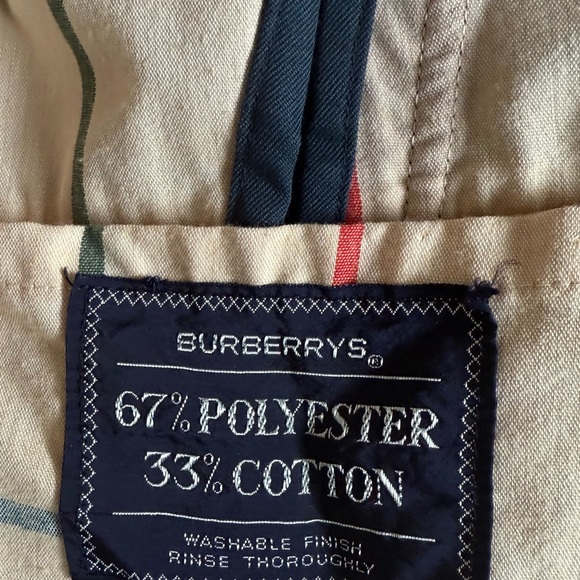 BURBERRYS®
67% POLYESTER
33% COTTON
WASHABLE FINISH
RINSE THOROUGHLY